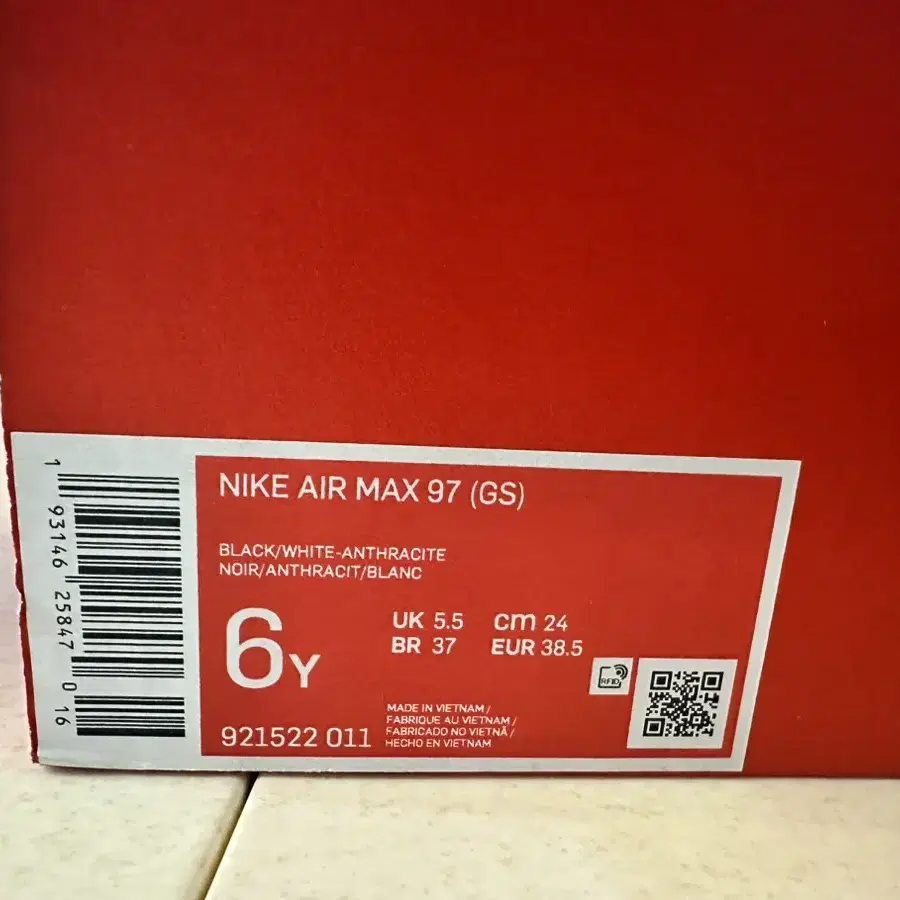 NIKE AIR MAX 97 (GS)
BLACK/WHITE-ANTHRACITE
NOIR/ANTHRACIT/BLANC
6Y
UK 5.5 cm 24
BR 37 EUR 38.5
RFID
921522 011
MADE IN VIETNAM /
FABRIQUE AU VIETNAM /
FABRICADO NO VIETNÃ /
HECHO EN VIETNAM
1 93146 25847 0 16